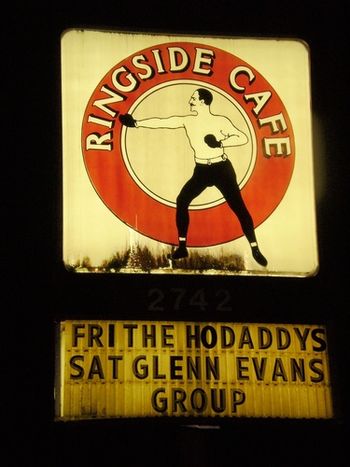 RINGSIDE CAFE
2742
FRI THE HODADDYS
SAT GLENN EVANS
GROUP